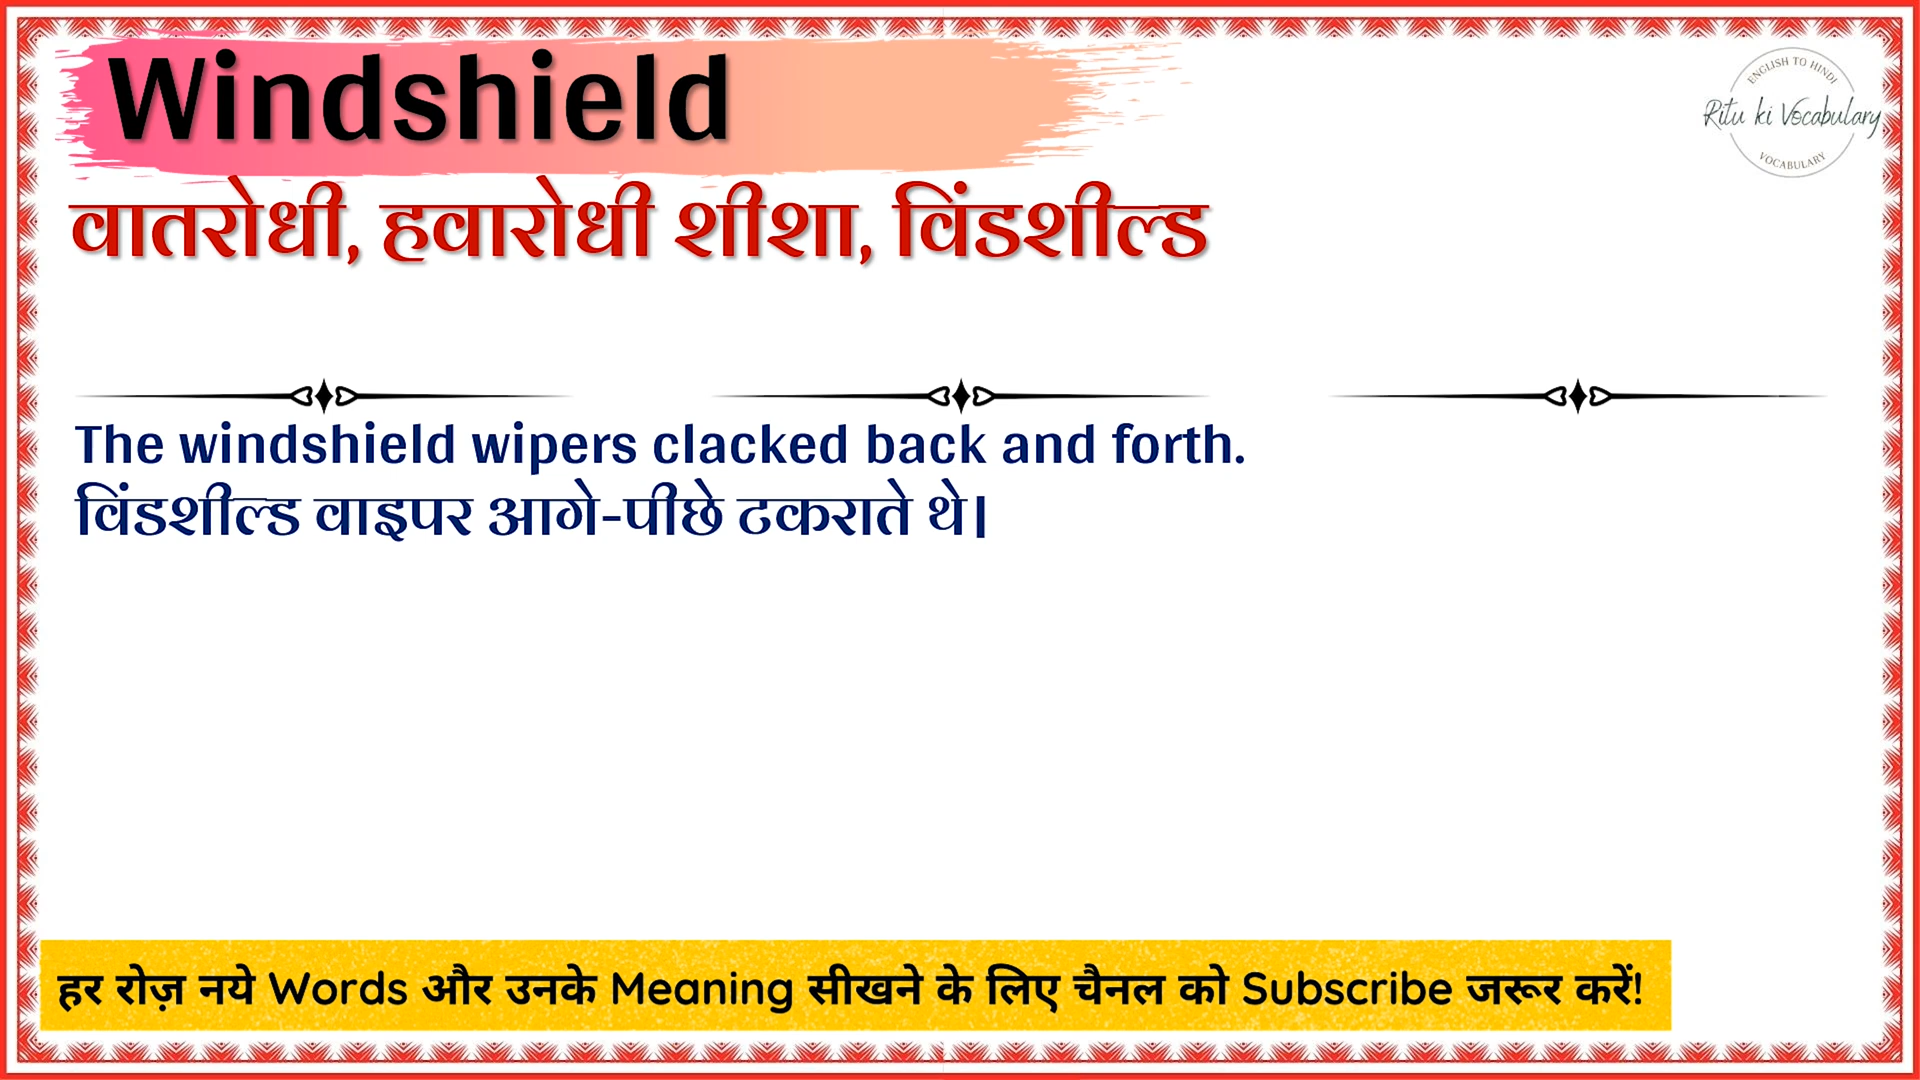 Windshield
ENGLISH TO HINDI
Ritu ki Vocabulary
VOCABULARY
वातरोधी, हवारोधी शीशा, विंडशील्ड
The windshield wipers clacked back and forth.
विंडशील्ड वाइपर आगे-पीछे टकराते थे।
हर रोज़ नये Words और उनके Meaning सीखने के लिए चैनल को Subscribe जरूर करें!